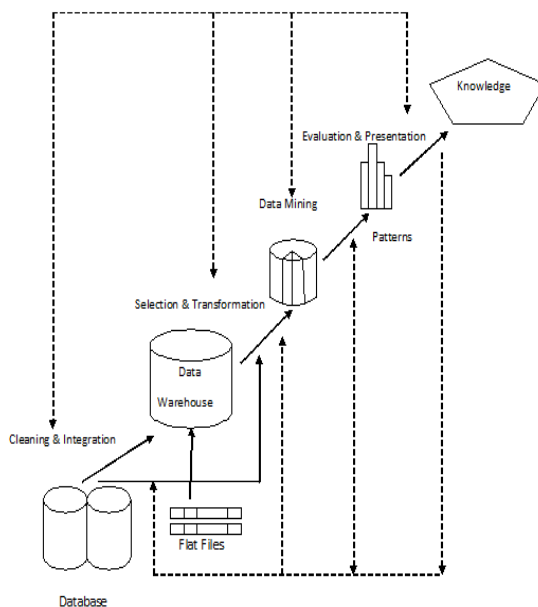 Knowledge
Evaluation & Presentation
Data Mining
Patterns
Selection & Transformation
Data
Warehouse
Cleaning & Integration
Flat Files
Database